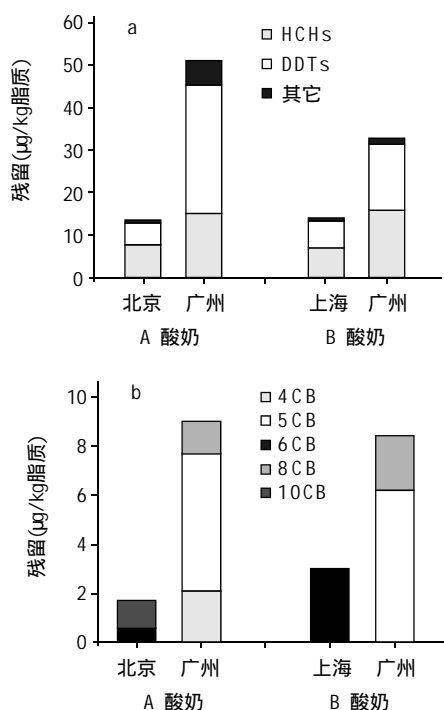 a
60
50
40
30
20
10
0
残留(μg/kg脂质)
HCHs
DDTs
其它
北京 广州 上海 广州
A 酸奶 B 酸奶
b
10
8
6
4
2
0
残留(μg/kg脂质)
4CB
5CB
6CB
8CB
10CB
北京 广州 上海 广州
A 酸奶 B 酸奶